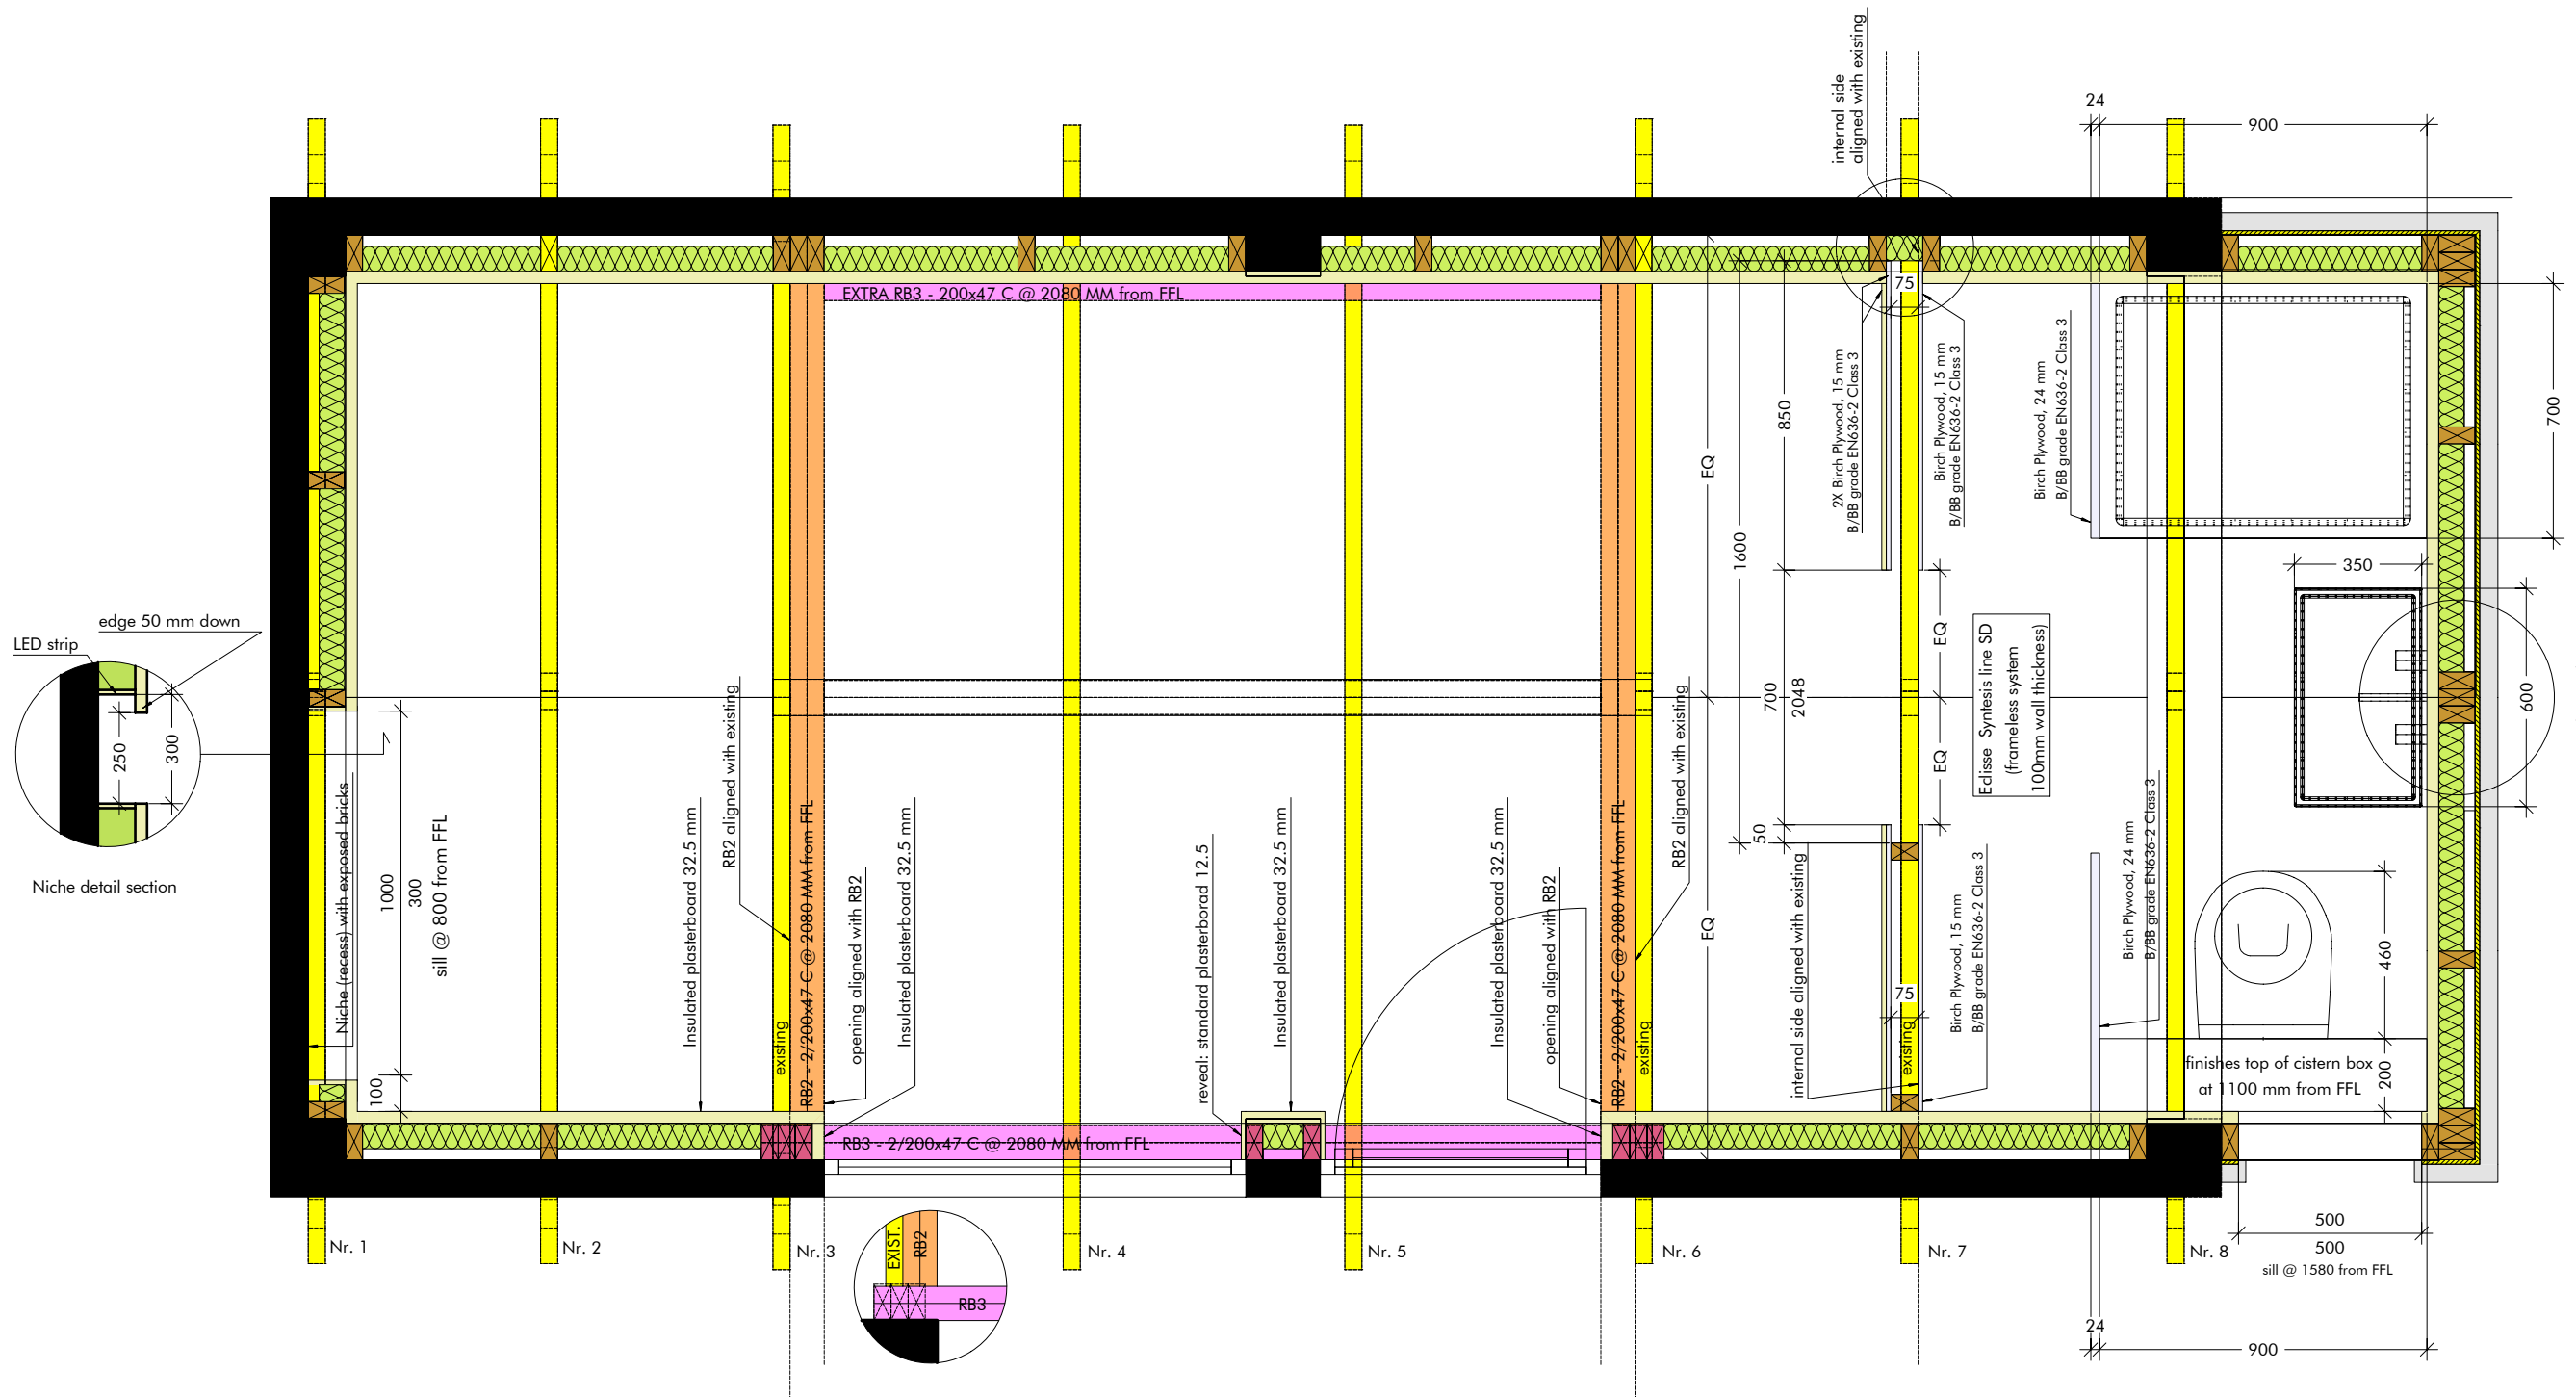 internal side
aligned with existing
24
900
EXTRA RB3 - 200x47 C @ 2080 MM from FFL
75
2X Birch Plywood, 15 mm
B/BB grade EN636-2 Class 3
Birch Plywood, 15 mm
B/BB grade EN636-2 Class 3
Birch Plywood, 24 mm
B/BB grade EN636-2 Class 3
850
1600
EQ
700
350
600
edge 50 mm down
LED strip
250
300
Niche detail section
Niche (recess) with exposed bricks
1000
300
sill @ 800 from FFL
100
Insulated plasterboard 32.5 mm
RB2 aligned with existing
existing
RB2 - 2/200x47 C @ 2080 MM from FFL
opening aligned with RB2
Insulated plasterboard 32.5 mm
reveal: standard plasterborad 12.5
Insulated plasterboard 32.5 mm
Insulated plasterboard 32.5 mm
opening aligned with RB2
RB2 - 2/200x47 C @ 2080 MM from FFL
existing
RB2 aligned with existing
EQ
700
2048
50
EQ
EQ
Eclisse Syntesis line SD
(frameless system
100mm wall thickness)
internal side aligned with existing
75
existing
Birch Plywood, 15 mm
B/BB grade EN636-2 Class 3
Birch Plywood, 24 mm
B/BB grade EN636-2 Class 3
460
200
finishes top of cistern box
at 1100 mm from FFL
RB3 - 2/200x47 C @ 2080 MM from FFL
Nr. 1
Nr. 2
Nr. 3
Nr. 4
Nr. 5
Nr. 6
Nr. 7
Nr. 8
500
500
sill @ 1580 from FFL
EXIST.
RB2
RB3
24
900